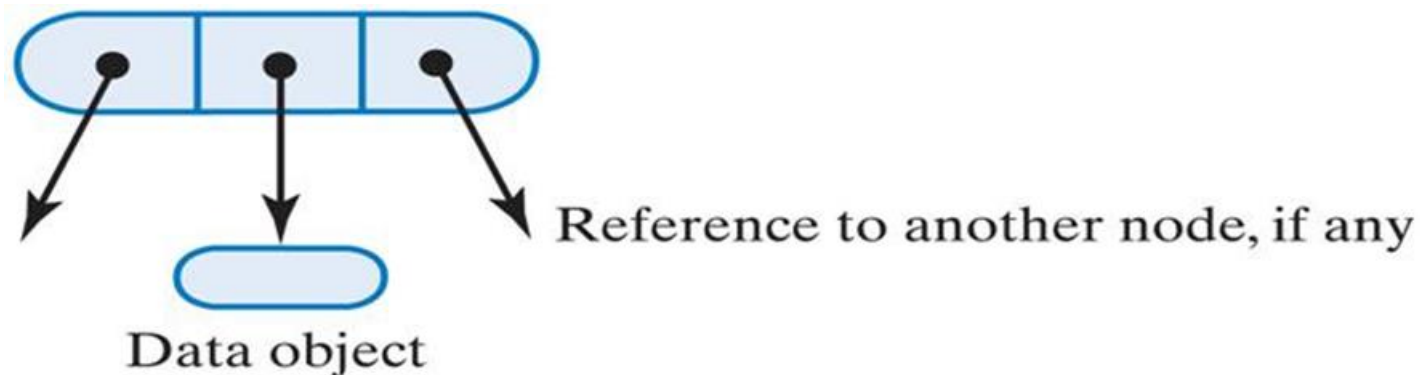 Reference to another node, if any
Data object